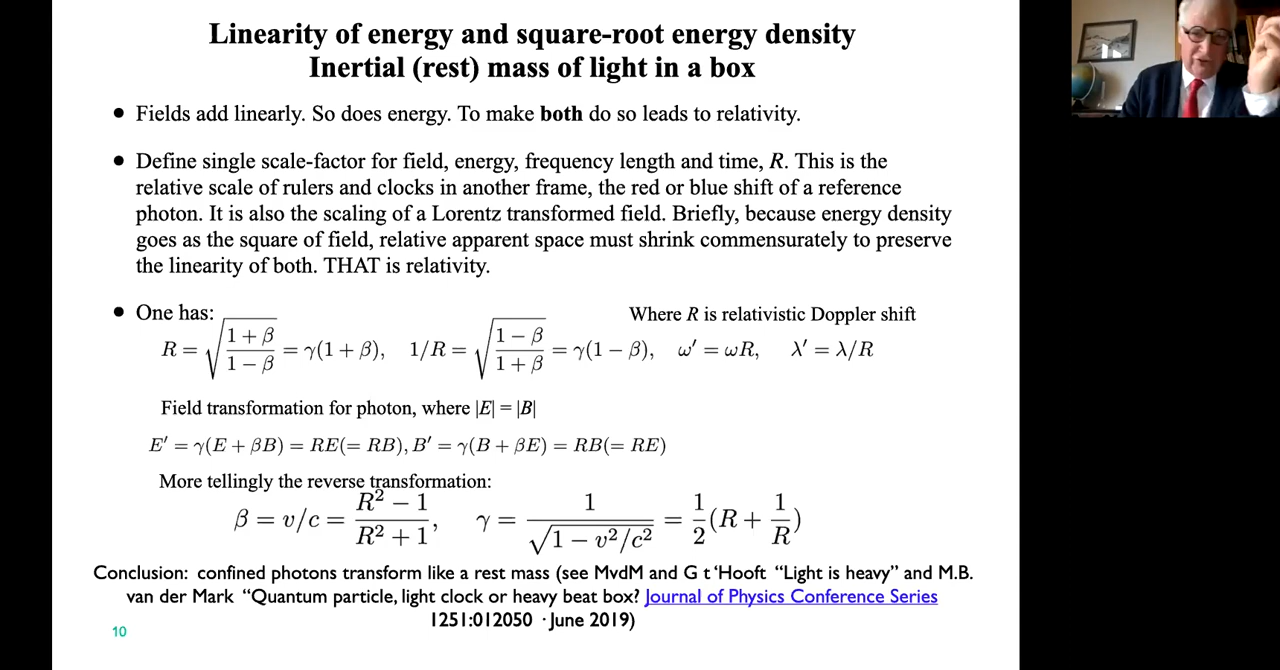 Linearity of energy and square-root energy density
Inertial (rest) mass of light in a box
• Fields add linearly. So does energy. To make both do so leads to relativity.
• Define single scale-factor for field, energy, frequency length and time, R. This is the
relative scale of rulers and clocks in another frame, the red or blue shift of a reference
photon. It is also the scaling of a Lorentz transformed field. Briefly, because energy density
goes as the square of field, relative apparent space must shrink commensurately to preserve
the linearity of both. THAT is relativity.
• One has: Where R is relativistic Doppler shift
R = √((1 + β)/(1 − β)) = γ(1 + β), 1/R = √((1 − β)/(1 + β)) = γ(1 − β), ω′ = ωR, λ′ = λ/R
Field transformation for photon, where |E| = |B|
E′ = γ(E + βB) = RE(= RB), B′ = γ(B + βE) = RB(= RE)
More tellingly the reverse transformation:
β = v/c = (R² − 1)/(R² + 1), γ = 1/√(1 − v²/c²) = 1/2(R + 1/R)
Conclusion: confined photons transform like a rest mass (see MvdM and G t ‘Hooft “Light is heavy” and M.B.
van der Mark “Quantum particle, light clock or heavy beat box? Journal of Physics Conference Series
1251:012050 · June 2019)
10